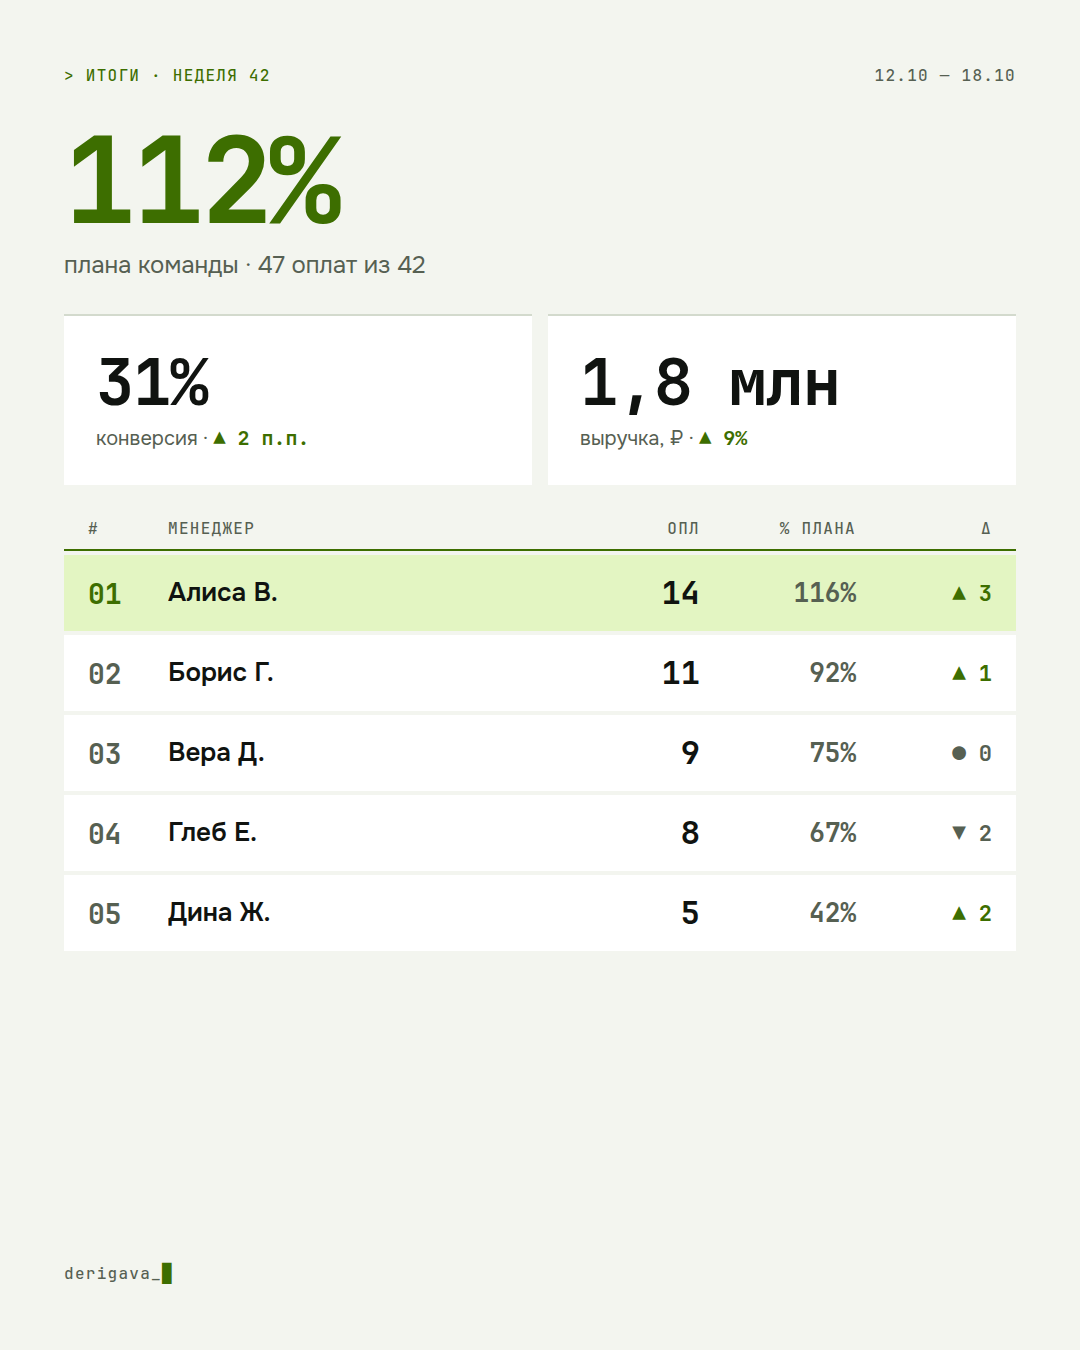 > ИТОГИ · НЕДЕЛЯ 42 12.10 — 18.10
112%
плана команды · 47 оплат из 42
31% 1,8 млн
конверсия · ▲ 2 п.п. выручка, ₽ · ▲ 9%
# МЕНЕДЖЕР ОПЛ % ПЛАНА Δ
01 Алиса В. 14 116% ▲ 3
02 Борис Г. 11 92% ▲ 1
03 Вера Д. 9 75% ● 0
04 Глеб Е. 8 67% ▼ 2
05 Дина Ж. 5 42% ▲ 2
derigava_█